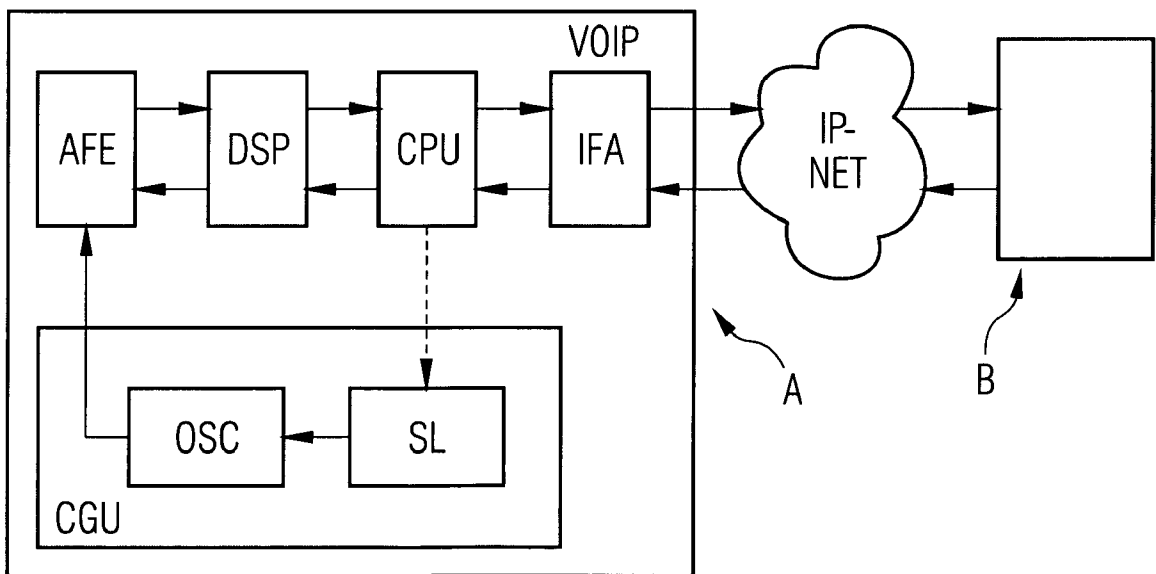 VOIP
AFE
DSP
CPU
IFA
IP-
NET
A
B
OSC
SL
CGU